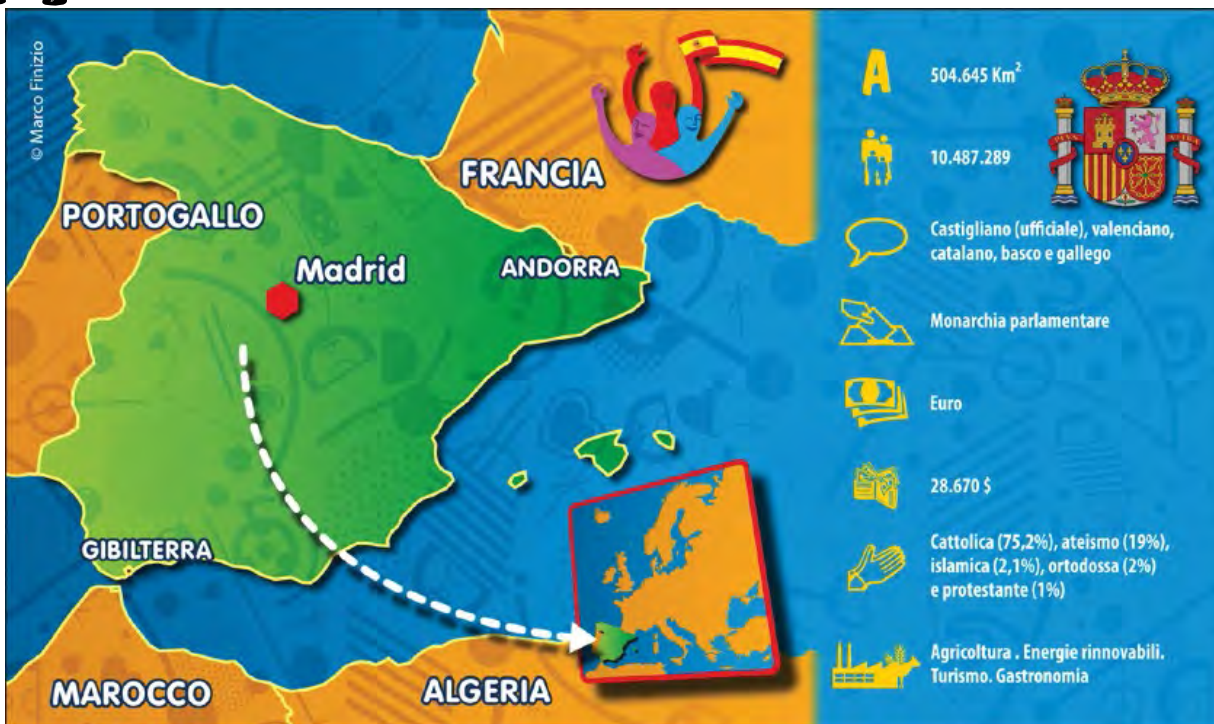 © Marco Finizio
PORTOGALLO
FRANCIA
Madrid
ANDORRA
GIBILTERRA
MAROCCO
ALGERIA
A
504.645 Km²
10.487.289
Castigliano (ufficiale), valenciano,
catalano, basco e gallego
Monarchia parlamentare
Euro
28.670 $
Cattolica (75,2%), ateismo (19%),
islamica (2,1%), ortodossa (2%)
e protestante (1%)
Agricoltura . Energie rinnovabili.
Turismo. Gastronomia